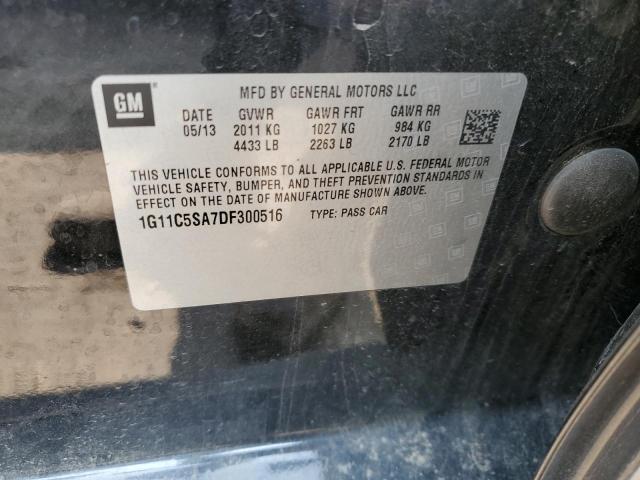 GM
MFD BY GENERAL MOTORS LLC
DATE GVWR GAWR FRT GAWR RR
05/13 2011 KG 1027 KG 984 KG
4433 LB 2263 LB 2170 LB
THIS VEHICLE CONFORMS TO ALL APPLICABLE U.S. FEDERAL MOTOR
VEHICLE SAFETY, BUMPER, AND THEFT PREVENTION STANDARDS IN
EFFECT ON THE DATE OF MANUFACTURE SHOWN ABOVE.
1G11C5SA7DF300516 TYPE: PASS CAR